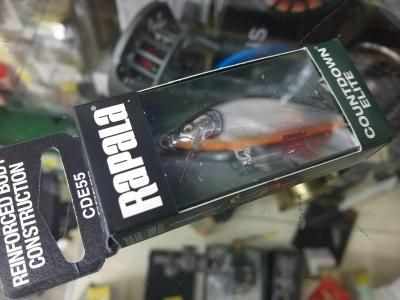 Rapala
®
CDE55
REINFORCED BODY
CONSTRUCTION
COUNTDOWN
ELITE